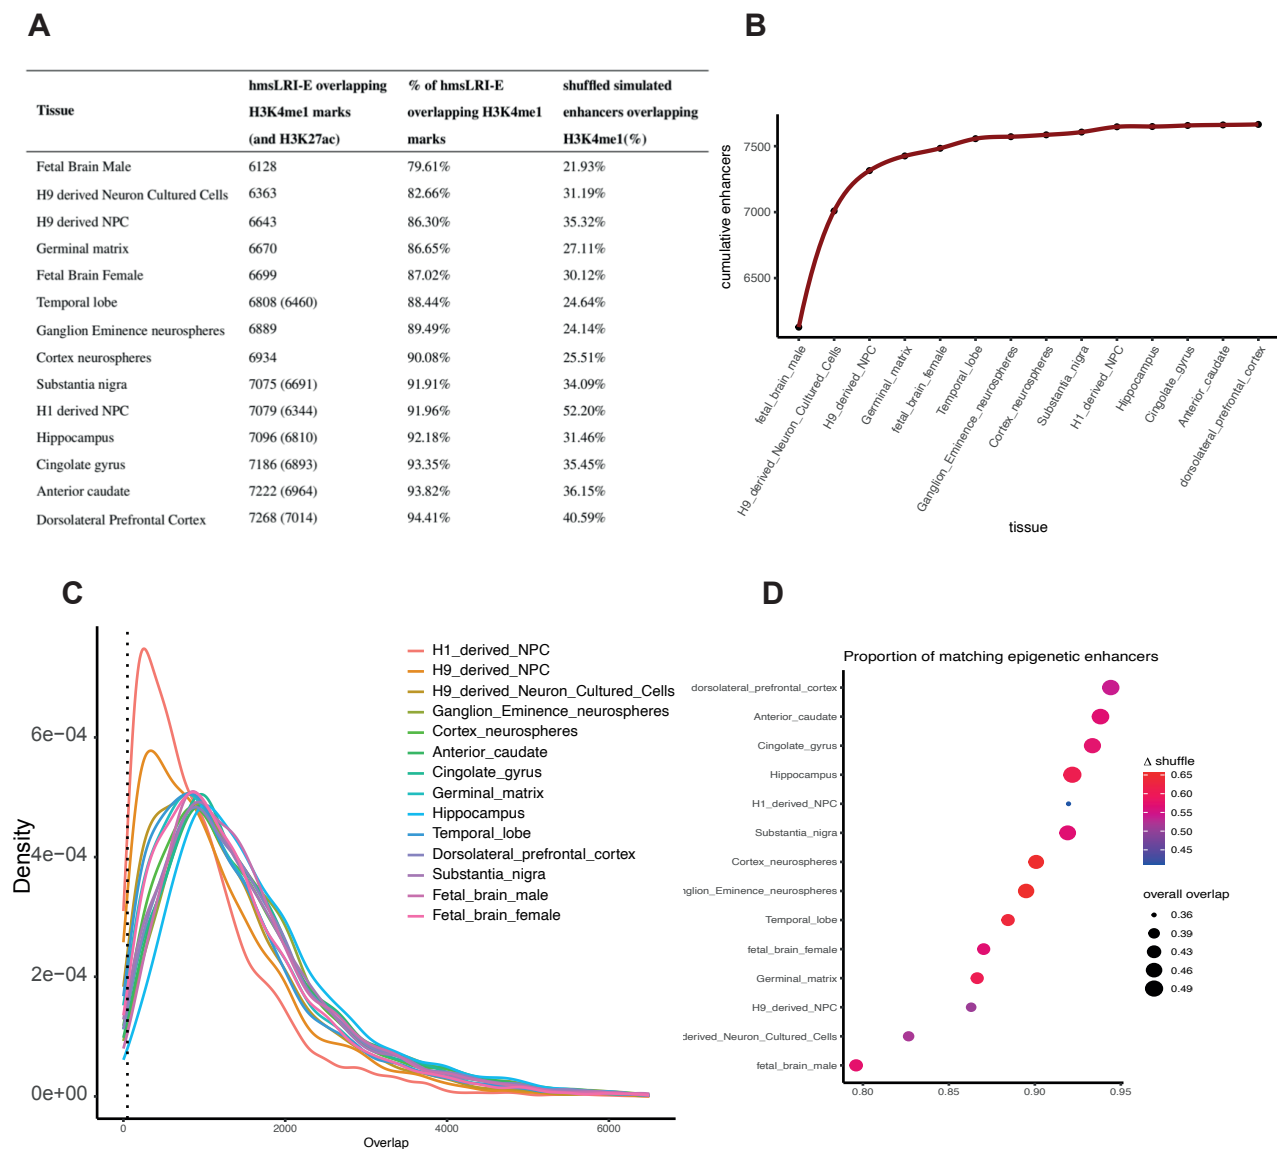 A
hmsLRI-E overlapping % of hmsLRI-E shuffled simulated
Tissue H3K4me1 marks overlapping H3K4me1 enhancers overlapping
(and H3K27ac) marks H3K4me1(%)
Fetal Brain Male 6128 79.61% 21.93%
H9 derived Neuron Cultured Cells 6363 82.66% 31.19%
H9 derived NPC 6643 86.30% 35.32%
Germinal matrix 6670 86.65% 27.11%
Fetal Brain Female 6699 87.02% 30.12%
Temporal lobe 6808 (6460) 88.44% 24.64%
Ganglion Eminence neurospheres 6889 89.49% 24.14%
Cortex neurospheres 6934 90.08% 25.51%
Substantia nigra 7075 (6691) 91.91% 34.09%
H1 derived NPC 7079 (6344) 91.96% 52.20%
Hippocampus 7096 (6810) 92.18% 31.46%
Cingolate gyrus 7186 (6893) 93.35% 35.45%
Anterior caudate 7222 (6964) 93.82% 36.15%
Dorsolateral Prefrontal Cortex 7268 (7014) 94.41% 40.59%
B
cumulative enhancers
7500
7000
6500
fetal_brain_male
H9_derived_Neuron_Cultured_Cells
H9_derived_NPC
Germinal_matrix
fetal_brain_female
Temporal_lobe
Ganglion_Eminence_neurospheres
Cortex_neurospheres
Substantia_nigra
H1_derived_NPC
Hippocampus
Cingolate_gyrus
Anterior_caudate
dorsolateral_prefrontal_cortex
tissue
C
Density
6e−04
4e−04
2e−04
0e+00
0 2000 4000 6000
Overlap
H1_derived_NPC
H9_derived_NPC
H9_derived_Neuron_Cultured_Cells
Ganglion_Eminence_neurospheres
Cortex_neurospheres
Anterior_caudate
Cingolate_gyrus
Germinal_matrix
Hippocampus
Temporal_lobe
Dorsolateral_prefrontal_cortex
Substantia_nigra
Fetal_brain_male
Fetal_brain_female
D
Proportion of matching epigenetic enhancers
dorsolateral_prefrontal_cortex
Anterior_caudate
Cingolate_gyrus
Hippocampus
H1_derived_NPC
Substantia_nigra
Cortex_neurospheres
nglion_Eminence_neurospheres
Temporal_lobe
fetal_brain_female
Germinal_matrix
H9_derived_NPC
derived_Neuron_Cultured_Cells
fetal_brain_male
0.80 0.85 0.90 0.95
Δ shuffle
0.65
0.60
0.55
0.50
0.45
overall overlap
0.36
0.39
0.43
0.46
0.49